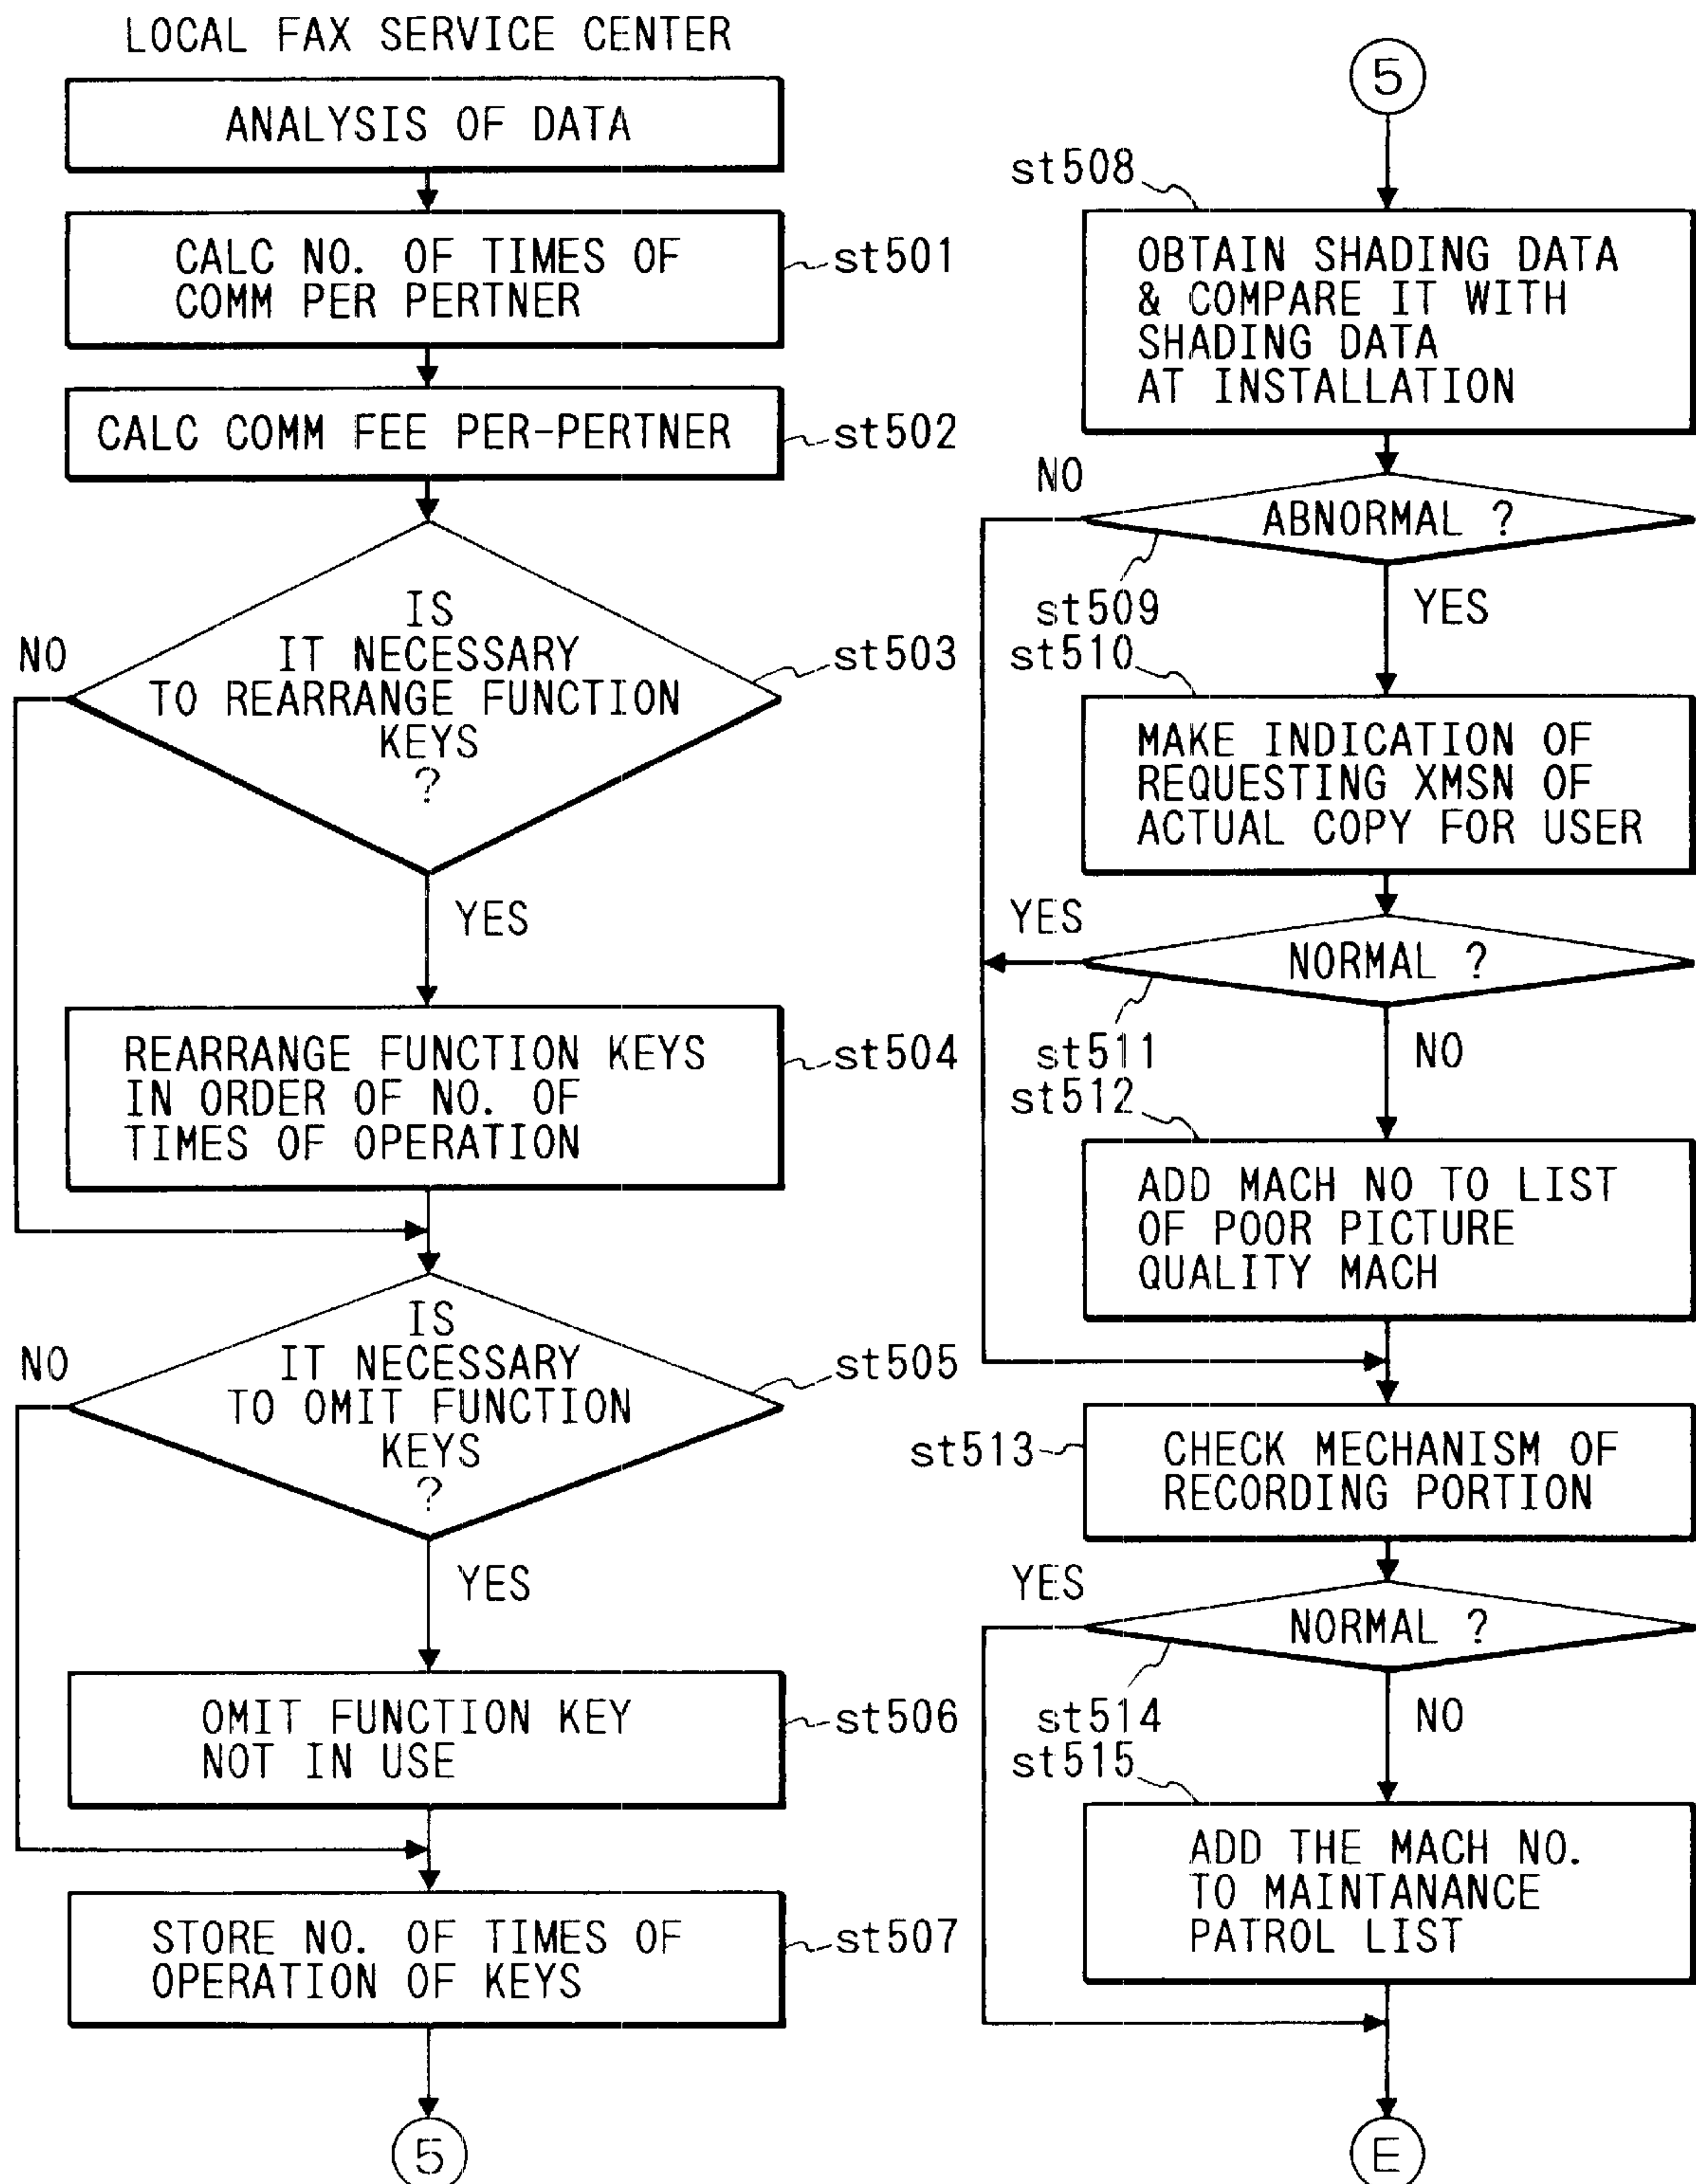 LOCAL FAX SERVICE CENTER
ANALYSIS OF DATA
CALC NO. OF TIMES OF
COMM PER PERTNER
st501
CALC COMM FEE PER-PERTNER
st502
IS
IT NECESSARY
TO REARRANGE FUNCTION
KEYS
?
st503
NO
YES
REARRANGE FUNCTION KEYS
IN ORDER OF NO. OF
TIMES OF OPERATION
st504
IS
IT NECESSARY
TO OMIT FUNCTION
KEYS
?
st505
NO
YES
OMIT FUNCTION KEY
NOT IN USE
st506
STORE NO. OF TIMES OF
OPERATION OF KEYS
st507
5
5
st508
OBTAIN SHADING DATA
& COMPARE IT WITH
SHADING DATA
AT INSTALLATION
NO
ABNORMAL ?
st509
YES
st510
MAKE INDICATION OF
REQUESTING XMSN OF
ACTUAL COPY FOR USER
YES
NORMAL ?
st511
NO
st512
ADD MACH NO TO LIST
OF POOR PICTURE
QUALITY MACH
st513
CHECK MECHANISM OF
RECORDING PORTION
YES
NORMAL ?
st514
NO
st515
ADD THE MACH NO.
TO MAINTANANCE
PATROL LIST
E